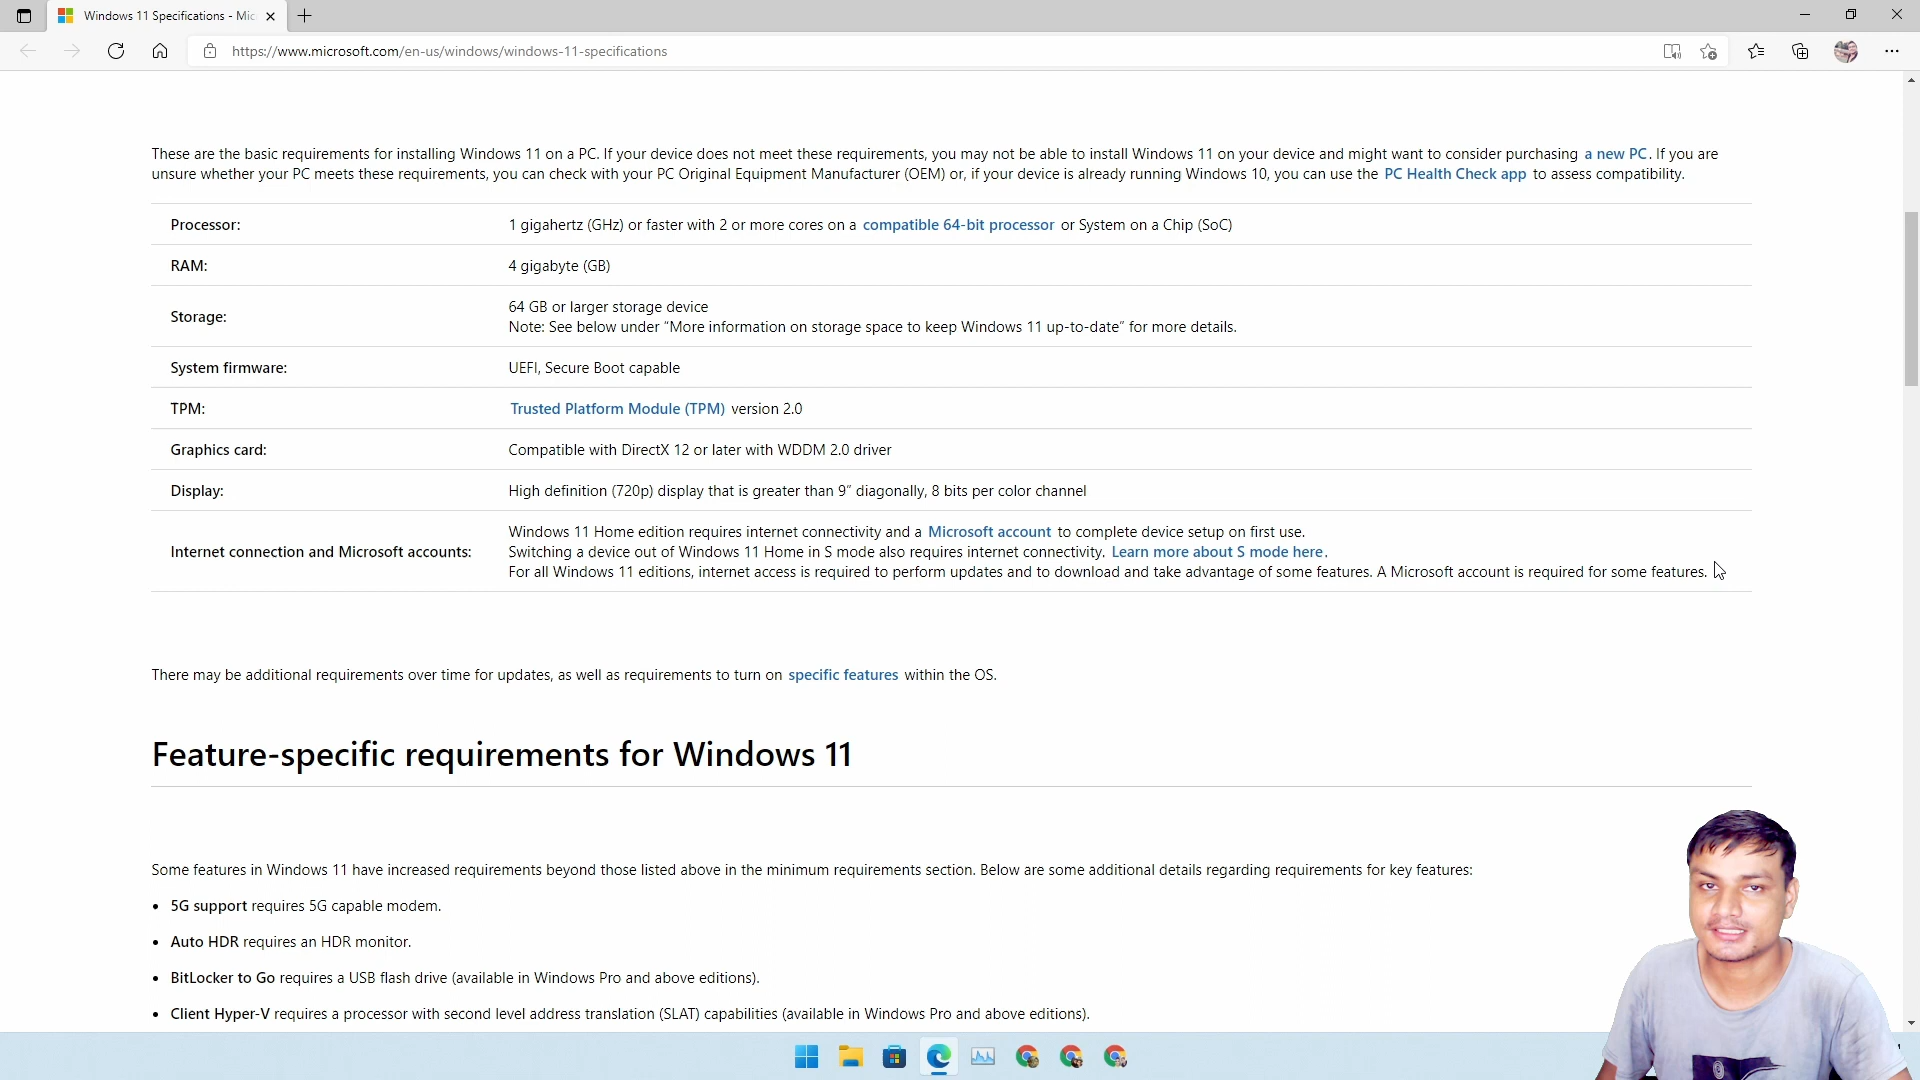 Windows 11 Specifications - Mic
https://www.microsoft.com/en-us/windows/windows-11-specifications
These are the basic requirements for installing Windows 11 on a PC. If your device does not meet these requirements, you may not be able to install Windows 11 on your device and might want to consider purchasing a new PC. If you are
unsure whether your PC meets these requirements, you can check with your PC Original Equipment Manufacturer (OEM) or, if your device is already running Windows 10, you can use the PC Health Check app to assess compatibility.
Processor: 1 gigahertz (GHz) or faster with 2 or more cores on a compatible 64-bit processor or System on a Chip (SoC)
RAM: 4 gigabyte (GB)
Storage: 64 GB or larger storage device
Note: See below under “More information on storage space to keep Windows 11 up-to-date” for more details.
System firmware: UEFI, Secure Boot capable
TPM: Trusted Platform Module (TPM) version 2.0
Graphics card: Compatible with DirectX 12 or later with WDDM 2.0 driver
Display: High definition (720p) display that is greater than 9” diagonally, 8 bits per color channel
Internet connection and Microsoft accounts: Windows 11 Home edition requires internet connectivity and a Microsoft account to complete device setup on first use.
Switching a device out of Windows 11 Home in S mode also requires internet connectivity. Learn more about S mode here.
For all Windows 11 editions, internet access is required to perform updates and to download and take advantage of some features. A Microsoft account is required for some features.
There may be additional requirements over time for updates, as well as requirements to turn on specific features within the OS.
Feature-specific requirements for Windows 11
Some features in Windows 11 have increased requirements beyond those listed above in the minimum requirements section. Below are some additional details regarding requirements for key features:
• 5G support requires 5G capable modem.
• Auto HDR requires an HDR monitor.
• BitLocker to Go requires a USB flash drive (available in Windows Pro and above editions).
• Client Hyper-V requires a processor with second level address translation (SLAT) capabilities (available in Windows Pro and above editions).